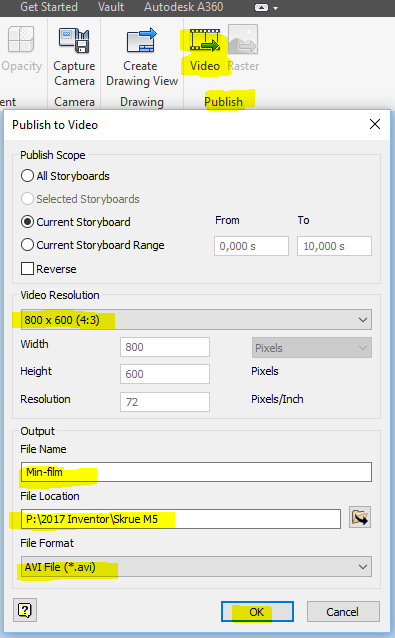 Get Started Vault Autodesk A360
Opacity Capture Camera Create Drawing View Video Raster
ent Camera Drawing Publish
Publish to Video
Publish Scope
All Storyboards
Selected Storyboards
Current Storyboard From To
Current Storyboard Range 0,000 s 10,000 s
Reverse
Video Resolution
800 x 600 (4:3)
Width 800 Pixels
Height 600 Pixels
Resolution 72 Pixels/Inch
Output
File Name
Min-film
File Location
P:\2017 Inventor\Skrue M5
File Format
AVI File (*.avi)
? OK Cancel